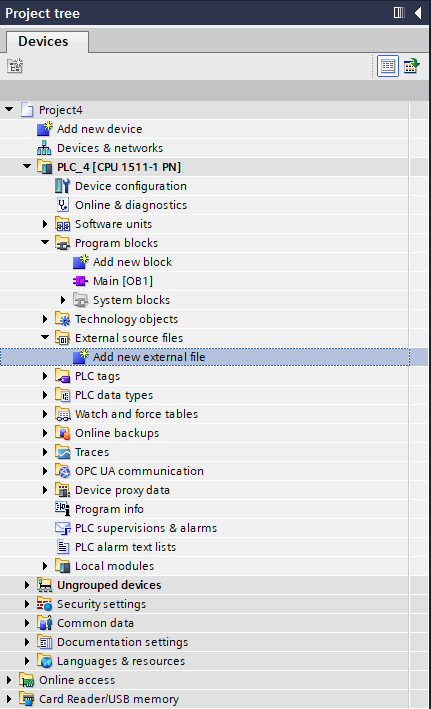 Project tree
Devices
Project4
Add new device
Devices & networks
PLC_4 [CPU 1511-1 PN]
Device configuration
Online & diagnostics
Software units
Program blocks
Add new block
Main [OB1]
System blocks
Technology objects
External source files
Add new external file
PLC tags
PLC data types
Watch and force tables
Online backups
Traces
OPC UA communication
Device proxy data
Program info
PLC supervisions & alarms
PLC alarm text lists
Local modules
Ungrouped devices
Security settings
Common data
Documentation settings
Languages & resources
Online access
Card Reader/USB memory